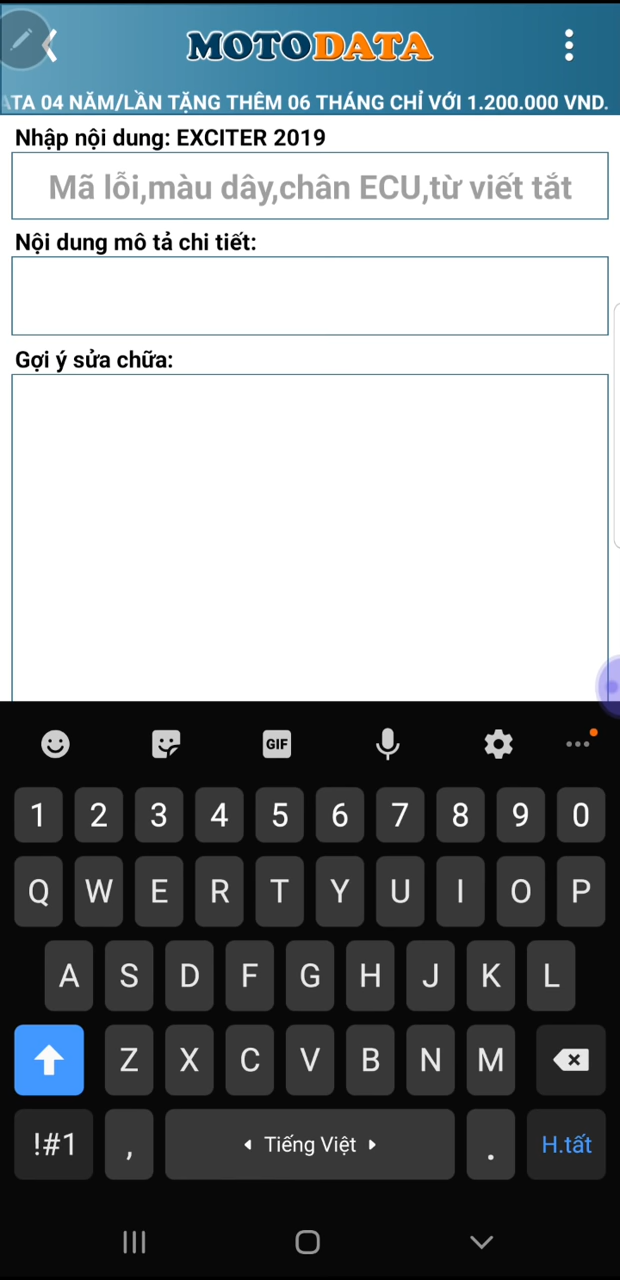 MOTODATA
TA 04 NĂM/LẦN TẶNG THÊM 06 THÁNG CHỈ VỚI 1.200.000 VND.
Nhập nội dung: EXCITER 2019
Mã lỗi,màu dây,chân ECU,từ viết tắt
Nội dung mô tả chi tiết:
Gợi ý sửa chữa:
GIF
1 2 3 4 5 6 7 8 9 0
Q W E R T Y U I O P
A S D F G H J K L
Z X C V B N M
!#1 , Tiếng Việt . H.tất